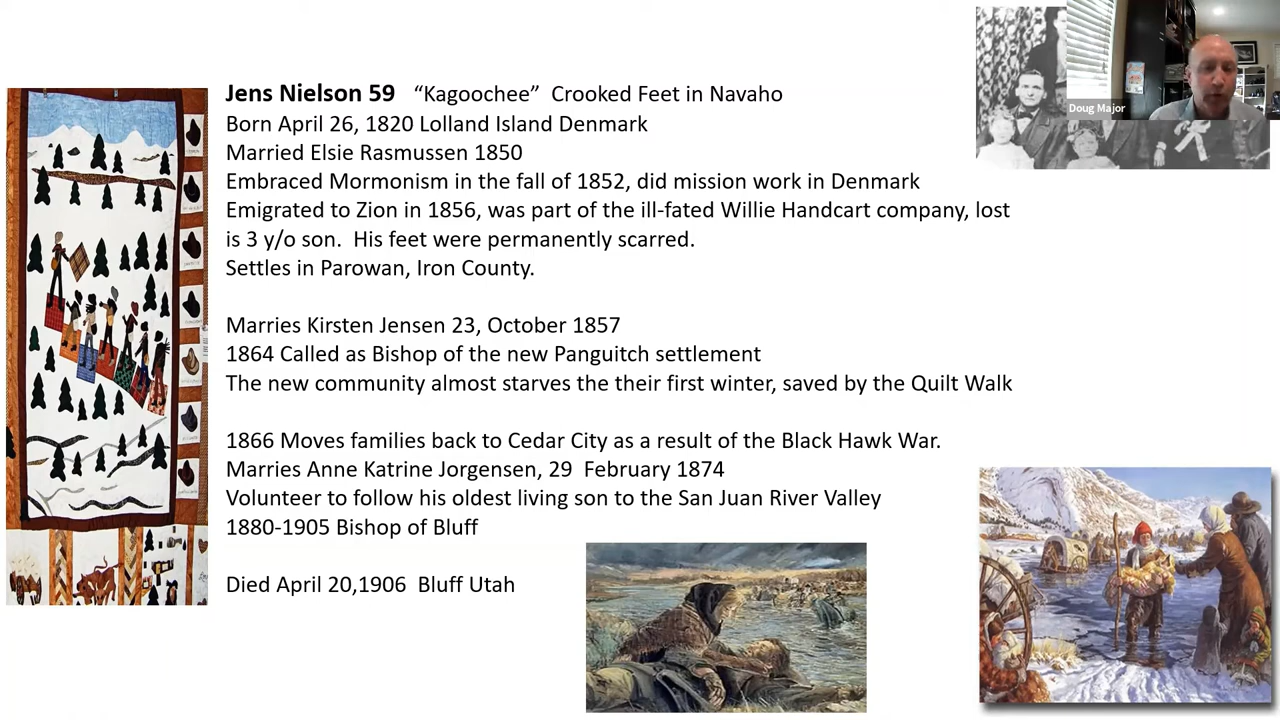 Jens Nielson 59 “Kagoochee” Crooked Feet in Navaho
Born April 26, 1820 Lolland Island Denmark
Married Elsie Rasmussen 1850
Embraced Mormonism in the fall of 1852, did mission work in Denmark
Emigrated to Zion in 1856, was part of the ill-fated Willie Handcart company, lost
is 3 y/o son. His feet were permanently scarred.
Settles in Parowan, Iron County.
Marries Kirsten Jensen 23, October 1857
1864 Called as Bishop of the new Panguitch settlement
The new community almost starves the their first winter, saved by the Quilt Walk
1866 Moves families back to Cedar City as a result of the Black Hawk War.
Marries Anne Katrine Jorgensen, 29 February 1874
Volunteer to follow his oldest living son to the San Juan River Valley
1880-1905 Bishop of Bluff
Died April 20,1906 Bluff Utah
Doug Major